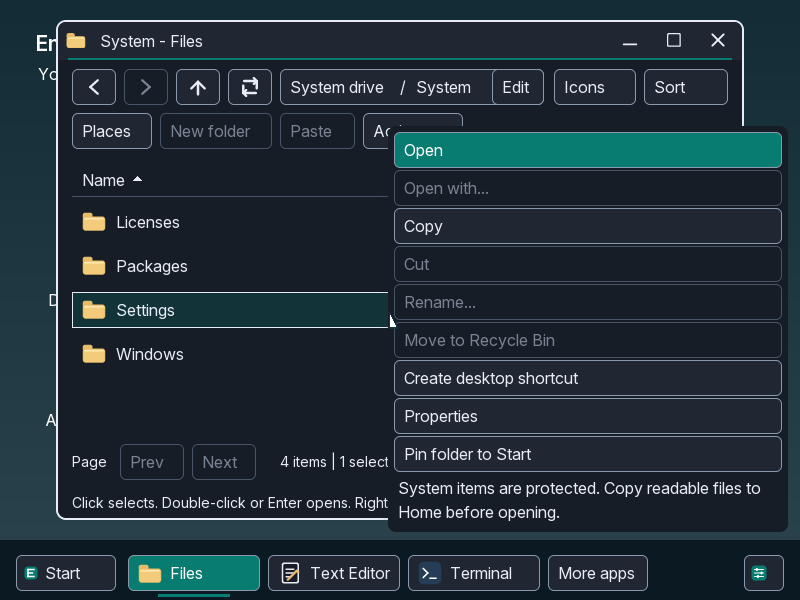 System - Files
System drive / System Edit Icons Sort
Places New folder Paste
Name
Licenses
Packages
Settings
Windows
Page Prev Next 4 items | 1
Click selects. Double-click or Enter opens.
Open
Open with...
Copy
Cut
Rename...
Move to Recycle Bin
Create desktop shortcut
Properties
Pin folder to Start
System items are protected. Copy readable files to
Home before opening.
E Start Files Text Editor Terminal More apps